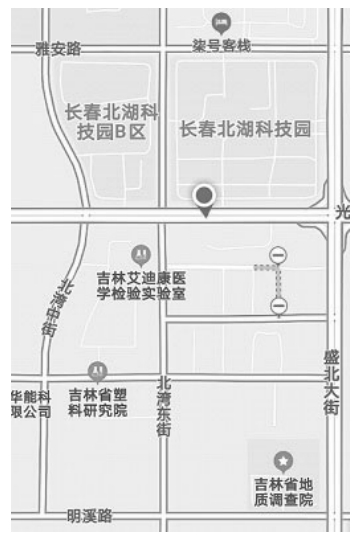 柒号客栈
雅安路
长春北湖科
技园B区
长春北湖科技园
光
吉林艾迪康医
学检验实验室
北湾中街
盛北大街
华能科
限公司
吉林省塑
料研究院
北湾东街
吉林省地
质调查院
明溪路